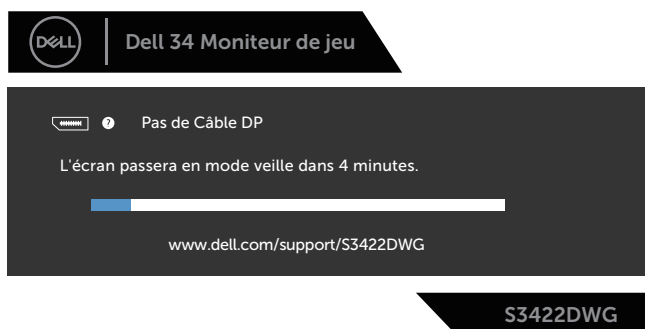 DELL
Dell 34 Moniteur de jeu
? Pas de Câble DP
L'écran passera en mode veille dans 4 minutes.
www.dell.com/support/S3422DWG
S3422DWG